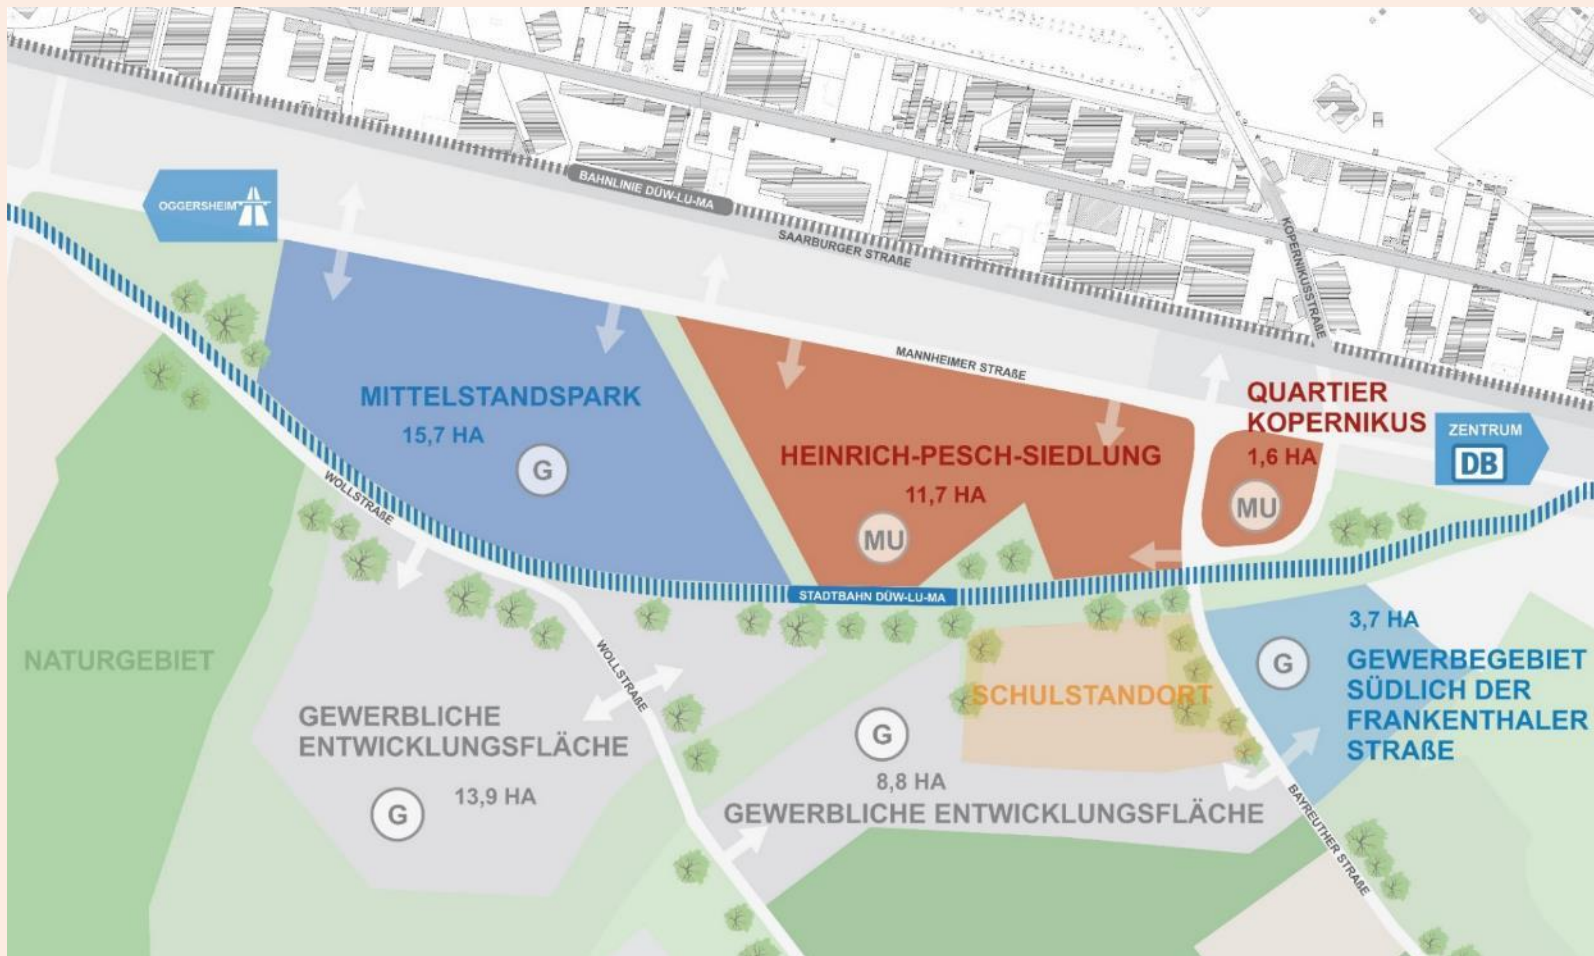 BAHNLINIE DÜW-LU-MA
OGGERSHEIM
SAARBURGER STRAßE
KOPERNIKUSSTRAßE
MANNHEIMER STRAßE
MITTELSTANDSPARK
15,7 HA
G
HEINRICH-PESCH-SIEDLUNG
11,7 HA
MU
QUARTIER
KOPERNIKUS
1,6 HA
MU
ZENTRUM
DB
WOLLSTRAßE
STADTBAHN DÜW-LU-MA
NATURGEBIET
WOLLSTRAßE
GEWERBLICHE
ENTWICKLUNGSFLÄCHE
13,9 HA
G
SCHULSTANDORT
G
8,8 HA
GEWERBLICHE ENTWICKLUNGSFLÄCHE
G
3,7 HA
GEWERBEGEBIET
SÜDLICH DER
FRANKENTHALER
STRAßE
BAYREUTHER STRAßE